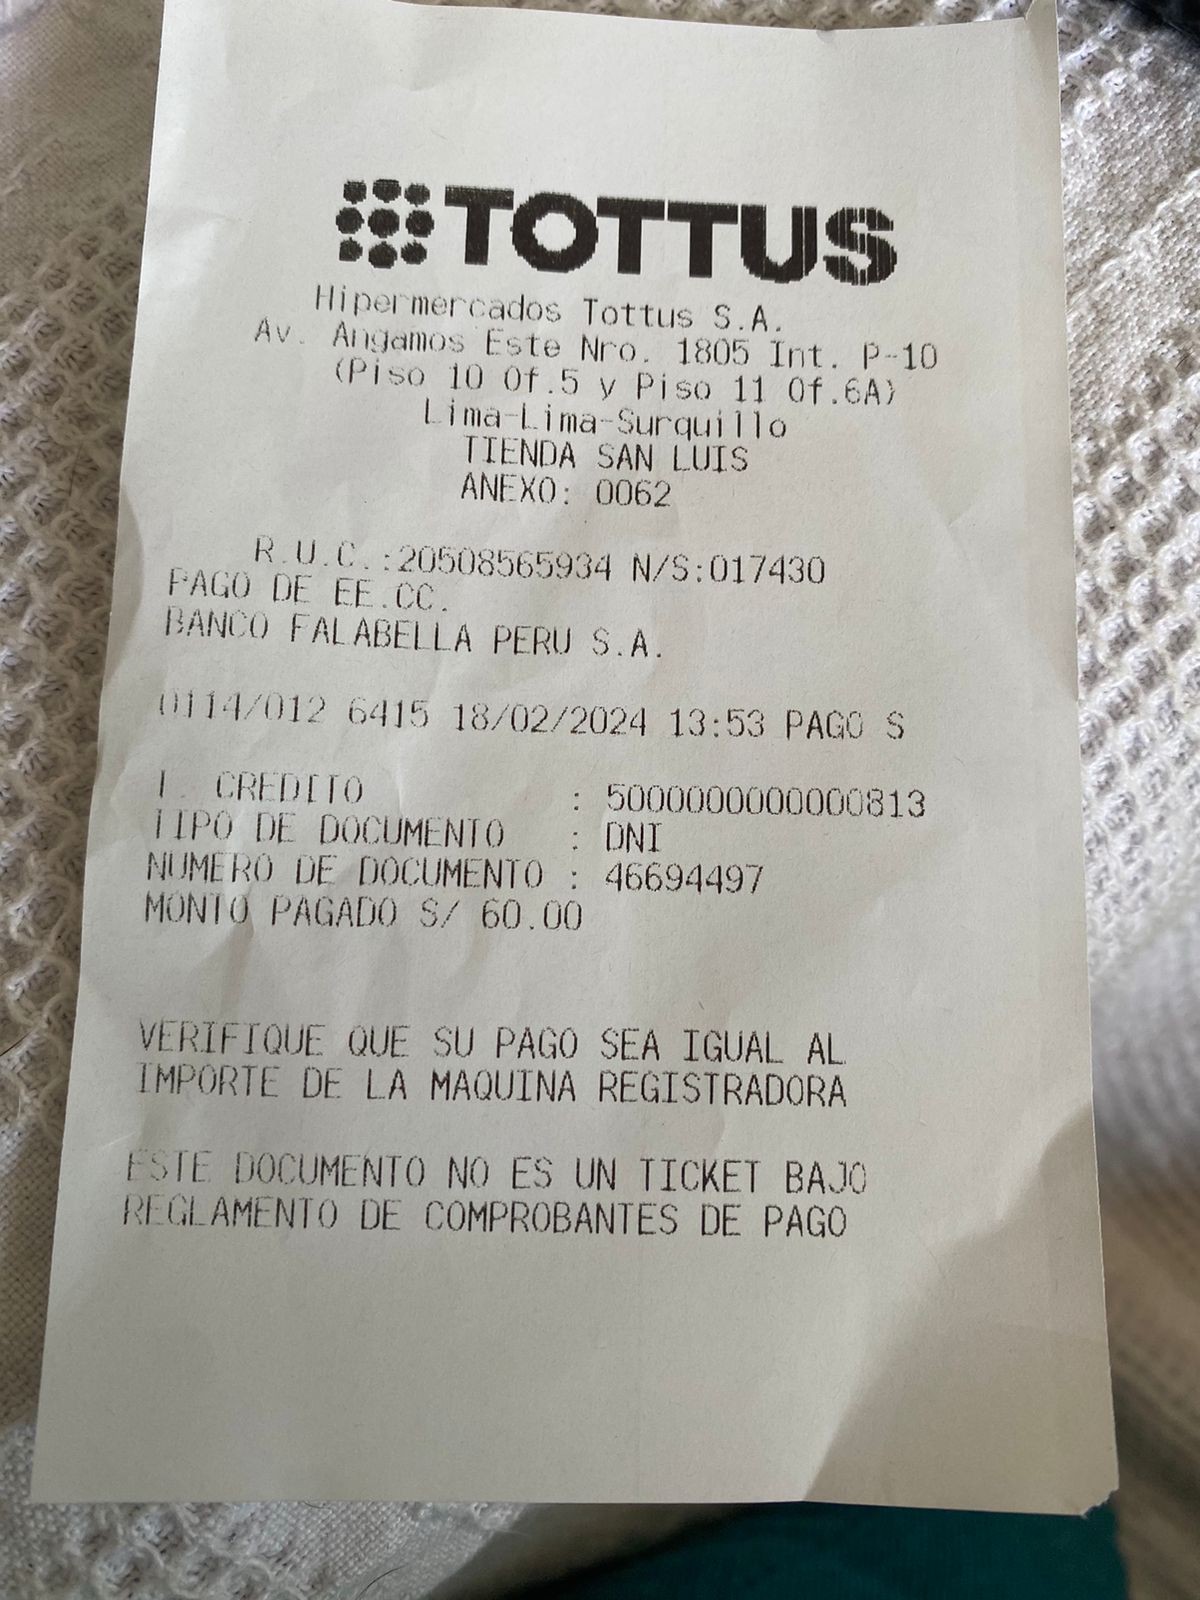 TOTTUS
Hipermercados Tottus S.A.
Av. Angamos Este Nro. 1805 Int. P-10
(Piso 10 Of.5 y Piso 11 Of.6A)
Lima-Lima-Surquillo
TIENDA SAN LUIS
ANEXO: 0062
R.U.C.:20508565934 N/S:017430
PAGO DE EE.CC.
BANCO FALABELLA PERU S.A.
0114/012 6415 18/02/2024 13:53 PAGO S
T. CREDITO : 5000000000000813
TIPO DE DOCUMENTO : DNI
NUMERO DE DOCUMENTO : 46694497
MONTO PAGADO S/ 60.00
VERIFIQUE QUE SU PAGO SEA IGUAL AL
IMPORTE DE LA MAQUINA REGISTRADORA
ESTE DOCUMENTO NO ES UN TICKET BAJO
REGLAMENTO DE COMPROBANTES DE PAGO